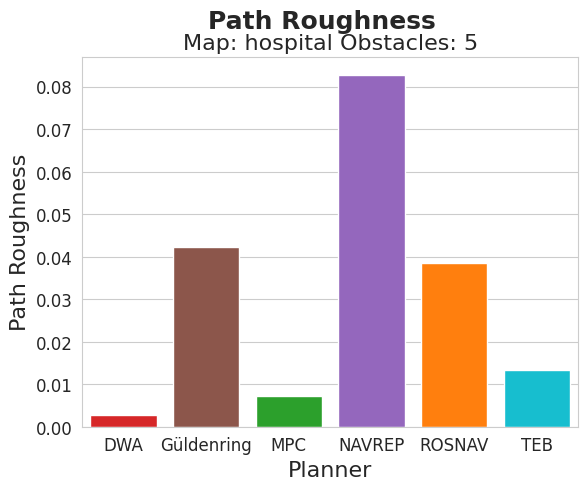 Path Roughness
Map: hospital Obstacles: 5
Path Roughness
0.08
0.07
0.06
0.05
0.04
0.03
0.02
0.01
0.00
DWA Güldenring MPC NAVREP ROSNAV TEB
Planner